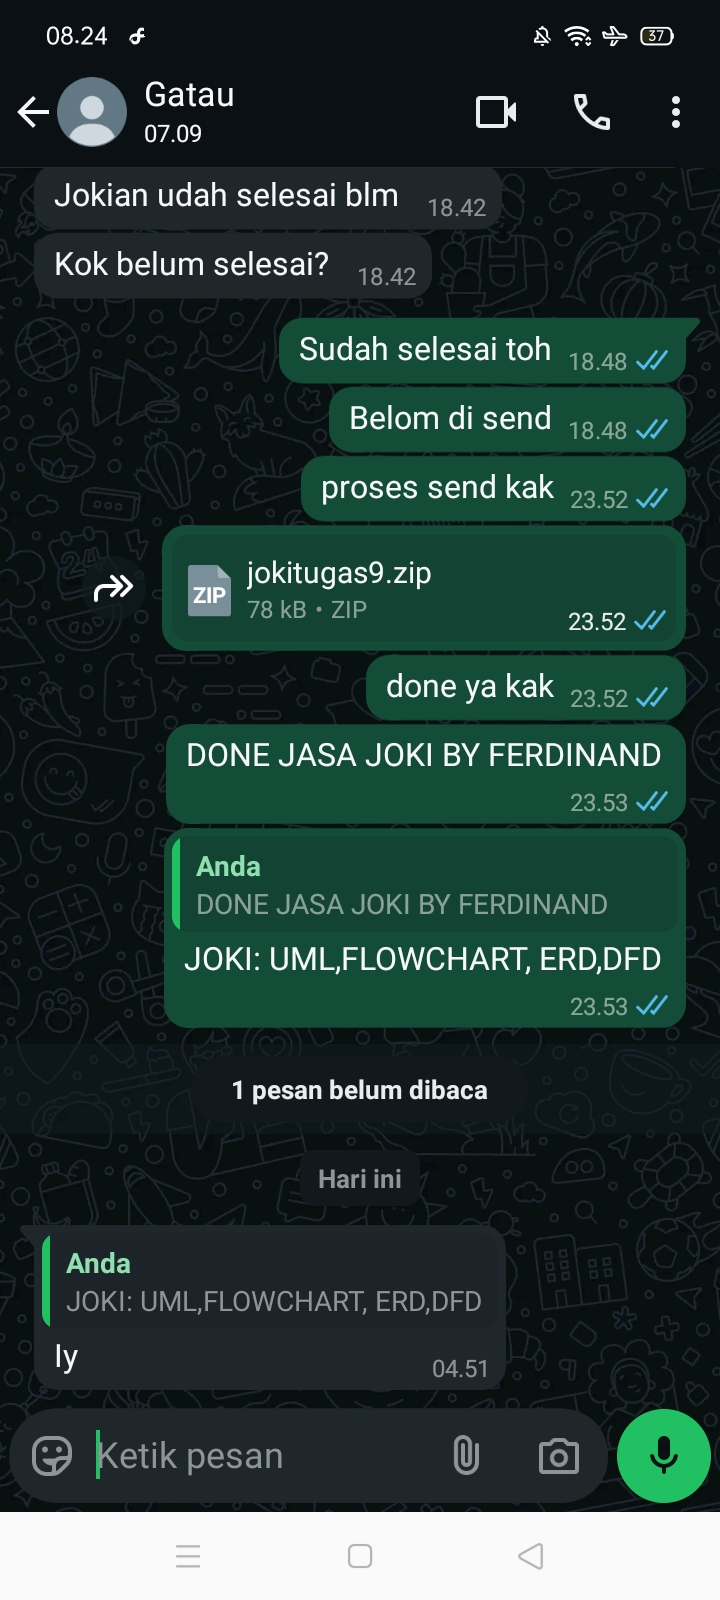 08.24
37
Gatau
07.09
Jokian udah selesai blm 18.42
Kok belum selesai? 18.42
Sudah selesai toh 18.48
Belom di send 18.48
proses send kak 23.52
ZIP
jokitugas9.zip
78 kB • ZIP
23.52
done ya kak 23.52
DONE JASA JOKI BY FERDINAND
23.53
Anda
DONE JASA JOKI BY FERDINAND
JOKI: UML,FLOWCHART, ERD,DFD
23.53
1 pesan belum dibaca
Hari ini
Anda
JOKI: UML,FLOWCHART, ERD,DFD
Iy 04.51
Ketik pesan